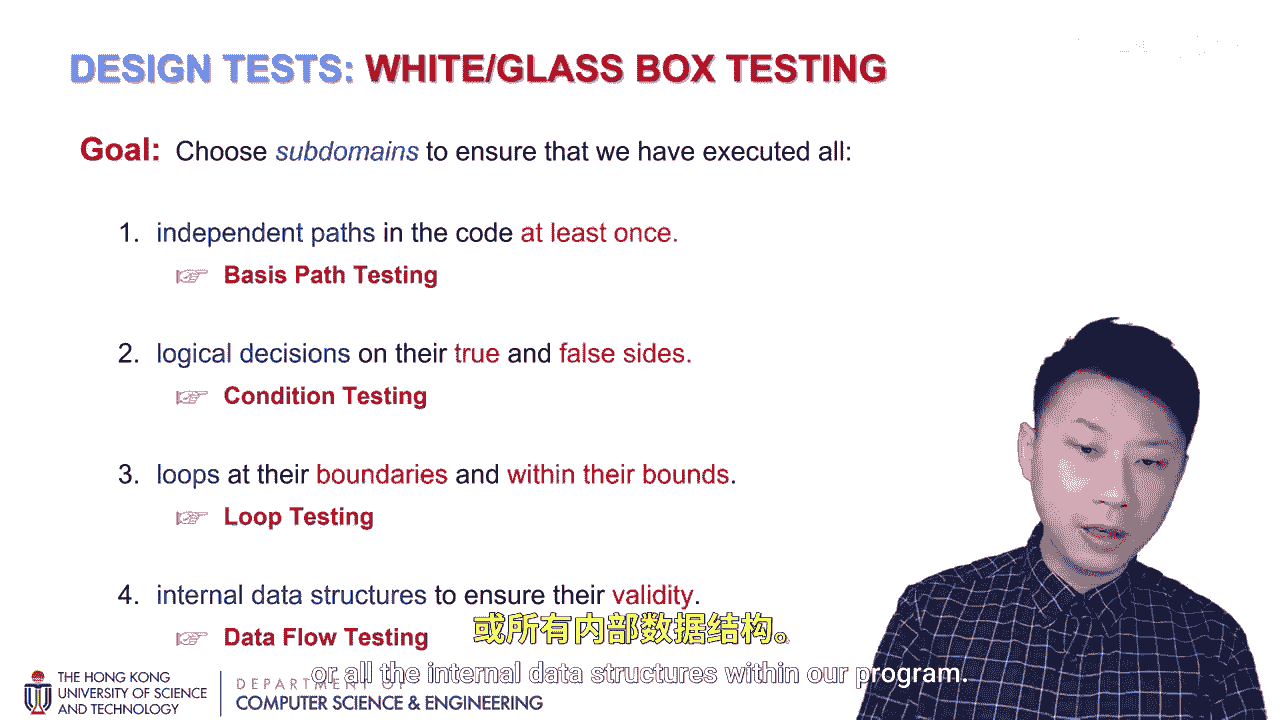 DESIGN TESTS: WHITE/GLASS BOX TESTING
Goal: Choose subdomains to ensure that we have executed all:
1. independent paths in the code at least once.
☞ Basis Path Testing
2. logical decisions on their true and false sides.
☞ Condition Testing
3. loops at their boundaries and within their bounds.
☞ Loop Testing
4. internal data structures to ensure their validity.
☞ Data Flow Testing
或所有内部数据结构。
or all the internal data structures within our program.
THE HONG KONG
UNIVERSITY OF SCIENCE
AND TECHNOLOGY
DEPARTMENT OF
COMPUTER SCIENCE & ENGINEERING